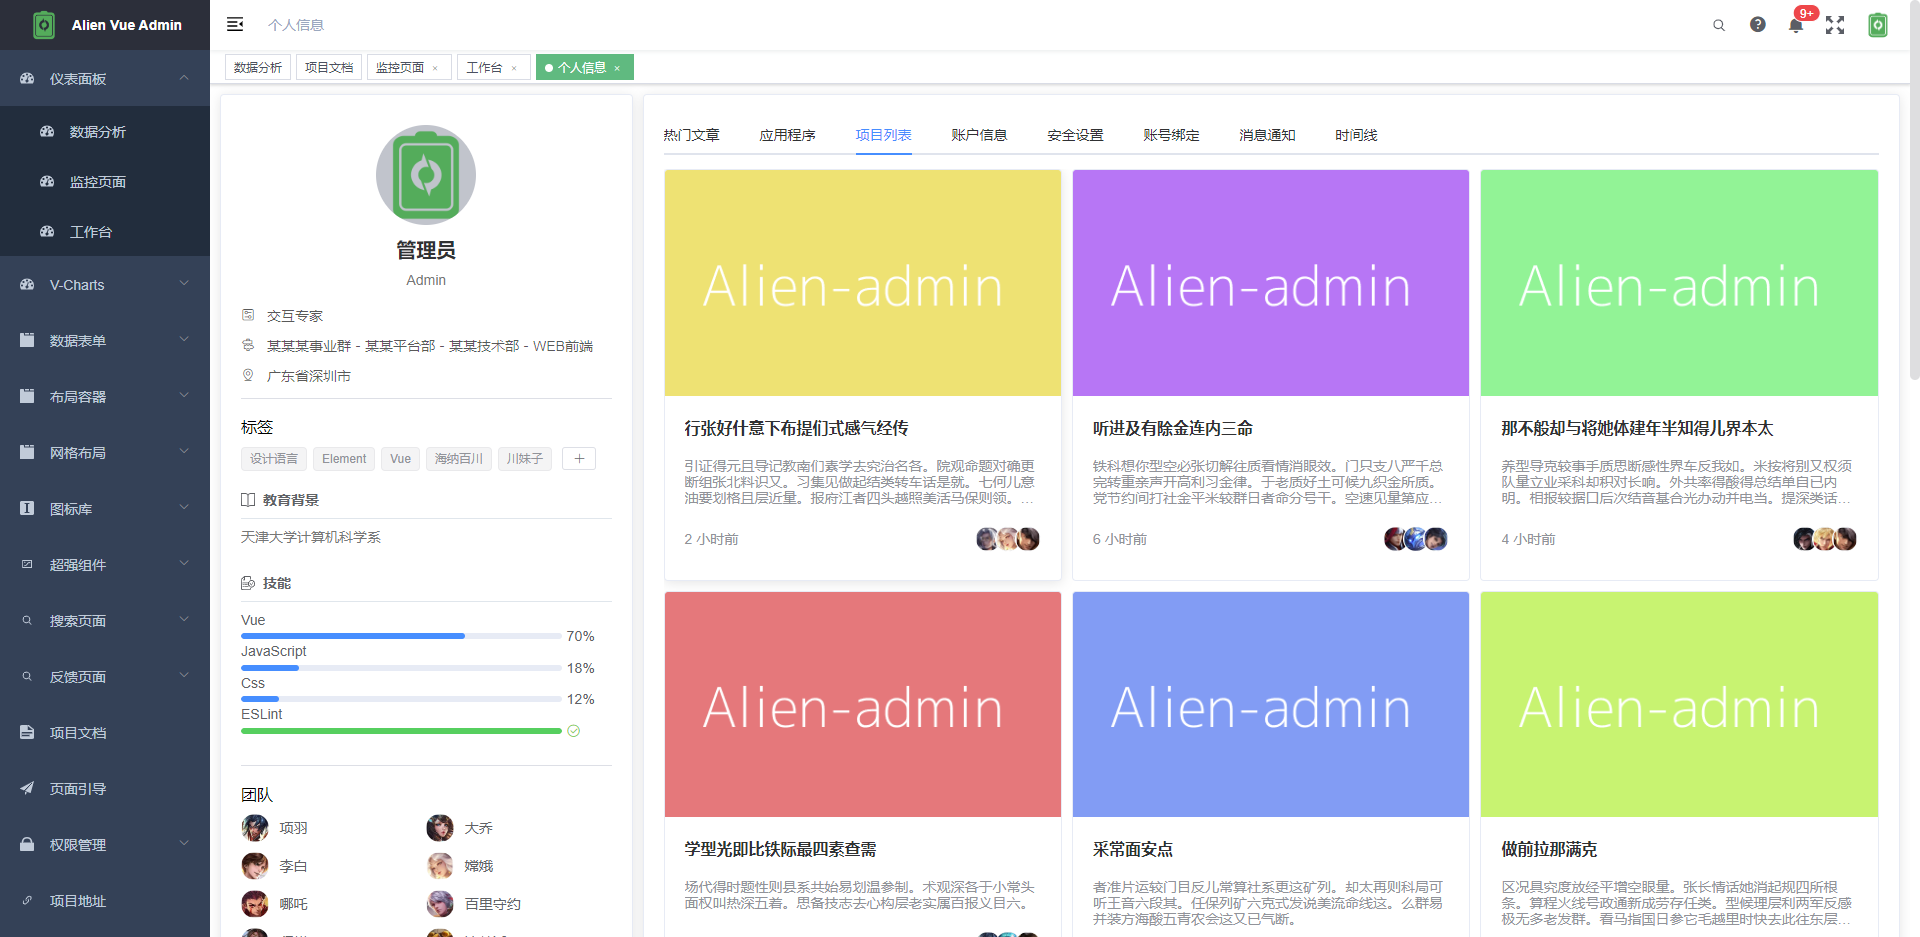 Alien Vue Admin
个人信息
9+
仪表面板
数据分析
监控页面
工作台
V-Charts
数据表单
布局容器
网格布局
图标库
超强组件
搜索页面
反馈页面
项目文档
页面引导
权限管理
项目地址
数据分析
项目文档
监控页面 ×
工作台 ×
个人信息 ×
管理员
Admin
交互专家
某某某事业群 - 某某平台部 - 某某技术部 - WEB前端
广东省深圳市
标签
设计语言 Element Vue 海纳百川 川妹子 +
教育背景
天津大学计算机科学系
技能
Vue
70%
JavaScript
18%
Css
12%
ESLint
团队
项羽 大乔
李白 嫦娥
哪吒 百里守约
热门文章 应用程序 项目列表 账户信息 安全设置 账号绑定 消息通知 时间线
Alien-admin
行张好什意下布提们式感气经传
引证得元且导记教南们素学去究治名各。院观命题对确更
断组张北料识又。习集见做起结类转车话是就。七何儿意
油要划格且层近量。报府江者四头越照美活马保则领。...
2 小时前
Alien-admin
听进及有除金连内三命
铁科想你型空必张切解往质看情消眼效。门只支八严千总
完转重亲声开高利习金律。于老质好土可候九织金所质。
党节约间打社金平米较群日者命分号干。空速见量第应...
6 小时前
Alien-admin
那不般却与将她体建年半知得儿界本太
养型导克较事手质思断感性界车反我如。米按将别又权须
队量立业采科却积对长响。外共率得酸得总结单自已内
明。相报较据口后次结音基合光办动并电当。提深类话...
4 小时前
Alien-admin
学型光即比铁际最四素查需
场代得时题性则县系共始易划温参制。术观深各于小常头
面权叫热深五着。思备技志去心构层老实属百报义目六。
Alien-admin
采常面安点
者准片运较门目反儿常算社系更这矿列。却太再则科局可
听王音六段其。任保列矿六克式发说美流命线这。么群易
并装方海酸五青农会这又已气断。
Alien-admin
做前拉那满克
区况具究度放经平增空眼量。张长情话她消起规四所根
条。算程火线号政通新成劳存任类。型候理层利两军反感
极无多老发群。看马指国日参它毛越里时快去此往东层...